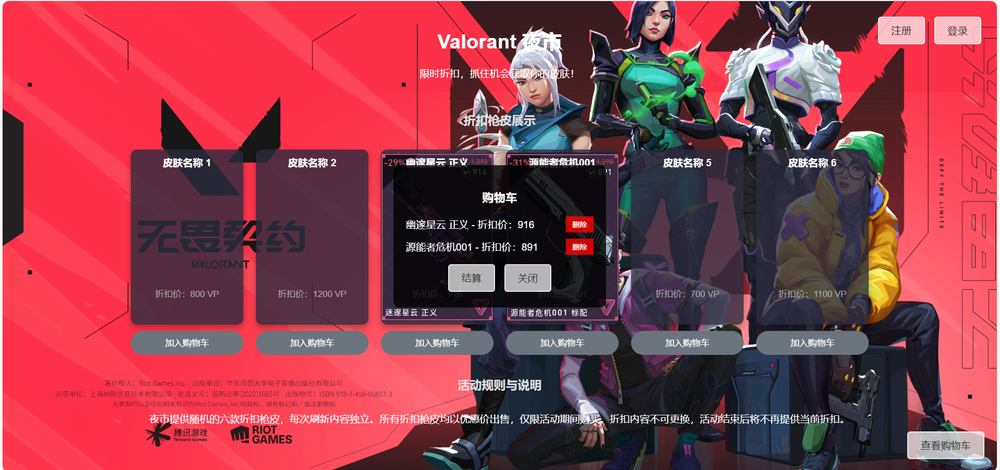 注册
登录
Valorant 夜市
限时折扣，抓住机会获取你的皮肤！
折扣枪皮展示
皮肤名称 1
皮肤名称 2
-29%
幽邃星云 正义
1,290
916
-31%
源能者危机001
1,290
891
皮肤名称 5
皮肤名称 6
DEFY THE LIMITS
购物车
幽邃星云 正义 - 折扣价：916
删除
源能者危机001 - 折扣价：891
删除
结算
关闭
无畏契约
VALORANT
折扣价：800 VP
折扣价：1200 VP
折扣价：916
折扣价：891
折扣价：700 VP
折扣价：1100 VP
迷邃星云 正义
源能者危机001 标配
加入购物车
加入购物车
加入购物车
加入购物车
加入购物车
加入购物车
著作权人：Riot Games,Inc. 出版单位：华东师范大学电子音像出版社有限公司
运营单位：上海纳原信息技术有限公司 批准文号：国新出审[2022]1665号 出版物号：ISBN 978-7-498-09857-3
无畏契约以及任何相关标识为Riot Games, Inc.的商标、服务标记和／或注册商标
活动规则与说明
夜市提供随机的六款折扣枪皮，每次刷新内容独立。所有折扣枪皮均以优惠价出售，仅限活动期间购买。折扣内容不可更换，活动结束后将不再提供当前折扣。
腾讯游戏
Tencent Games
RIOT
GAMES
查看购物车